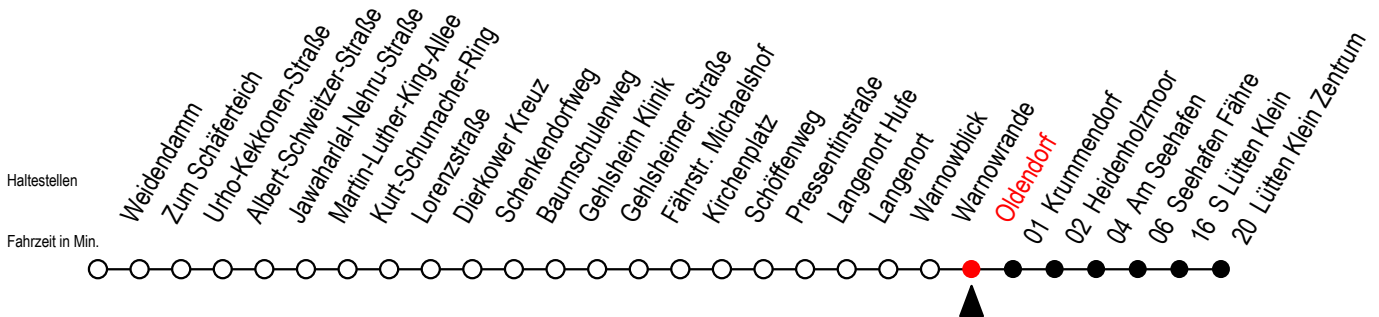 Haltestellen
Fahrzeit in Min.
Weidendamm
Zum Schäferteich
Urho-Kekkonen-Straße
Albert-Schweitzer-Straße
Jawaharlal-Nehru-Straße
Martin-Luther-King-Allee
Kurt-Schumacher-Ring
Lorenzstraße
Dierkower Kreuz
Schenkendorfweg
Baumschulenweg
Gehlsheim Klinik
Gehlsheimer Straße
Fährstr. Michaelshof
Kirchenplatz
Schöffenweg
Pressentinstraße
Langenort Hufe
Langenort
Warnowblick
Warnowrande
Oldendorf
01 Krummendorf
02 Heidenholzmoor
04 Am Seehafen
06 Seehafen Fähre
16 S Lütten Klein
20 Lütten Klein Zentrum